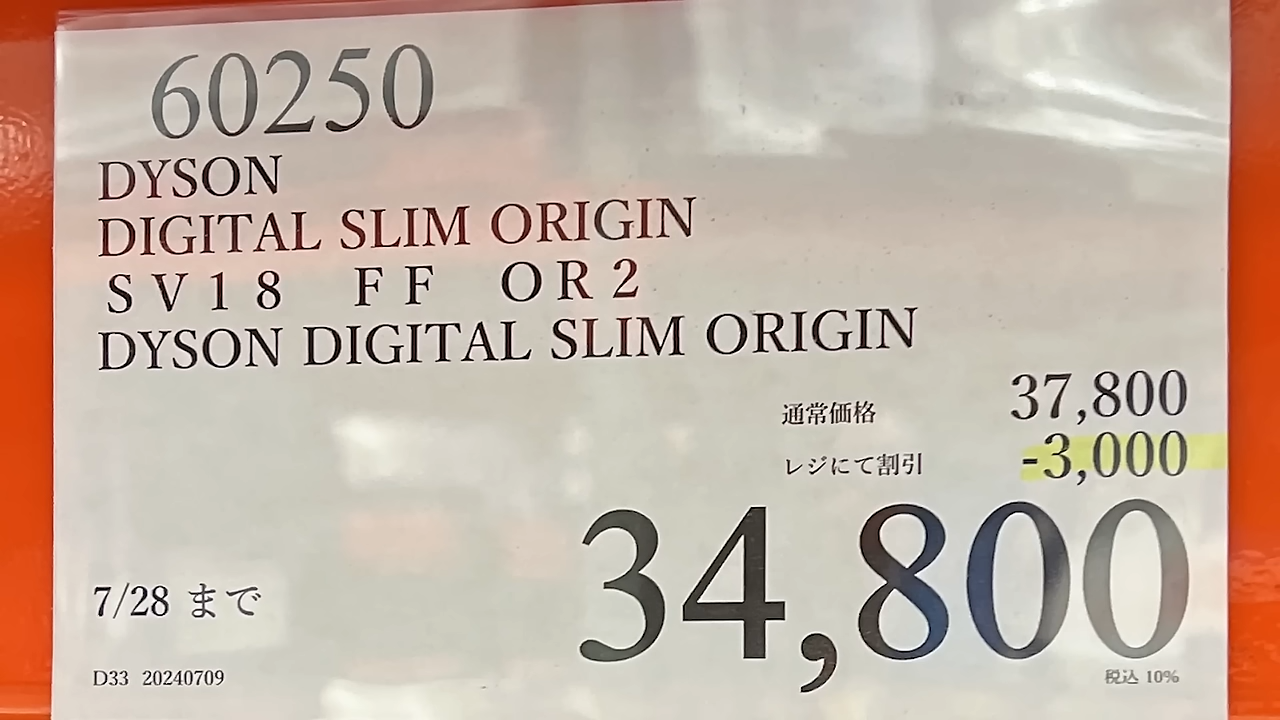 60250
DYSON
DIGITAL SLIM ORIGIN
SV18 FF OR2
DYSON DIGITAL SLIM ORIGIN
通常価格 37,800
レジにて割引 -3,000
34,800
7/28 まで
D33 20240709
税込 10%